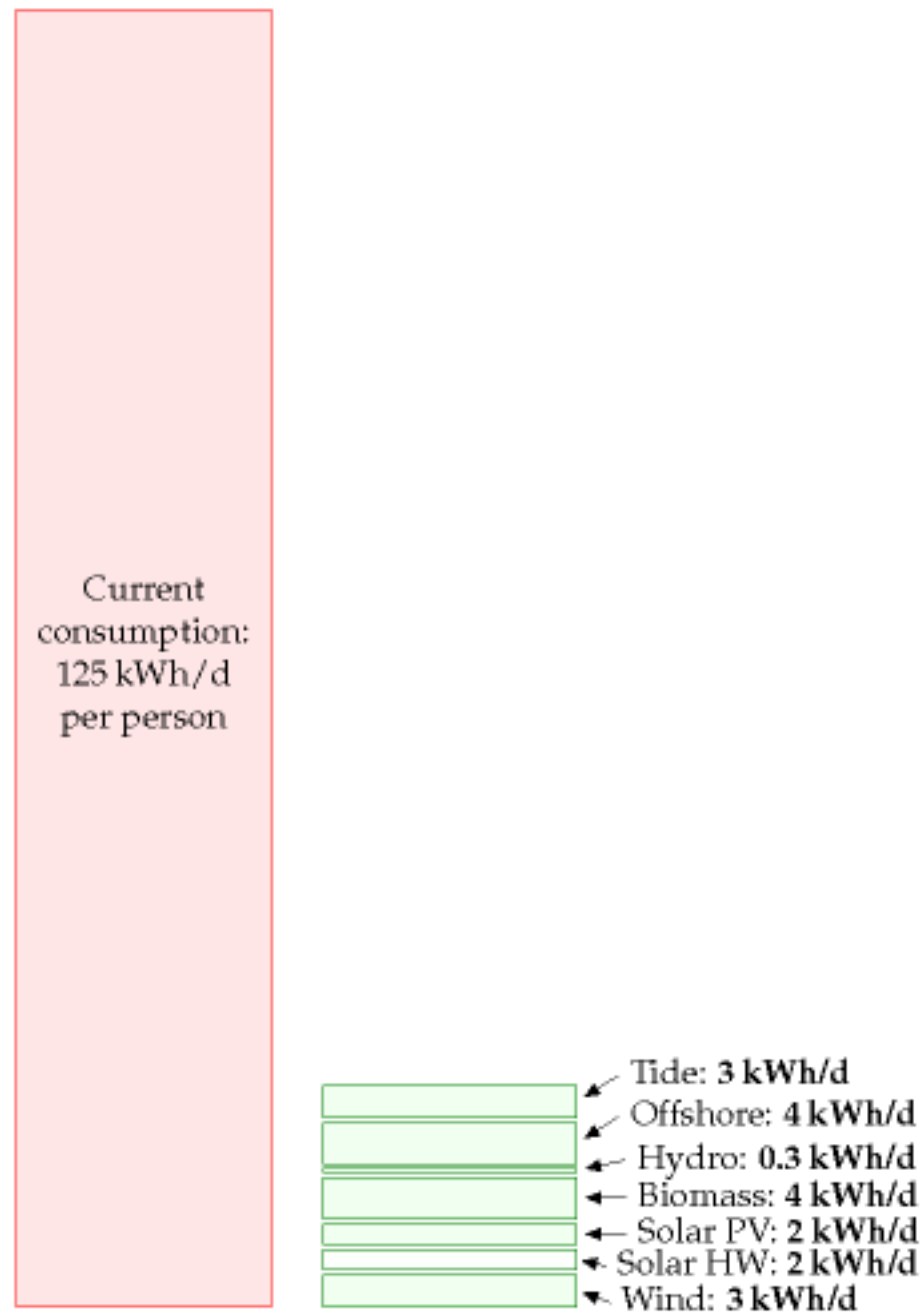 Current
consumption:
125 kWh/d
per person
Tide: 3 kWh/d
Offshore: 4 kWh/d
Hydro: 0.3 kWh/d
Biomass: 4 kWh/d
Solar PV: 2 kWh/d
Solar HW: 2 kWh/d
Wind: 3 kWh/d